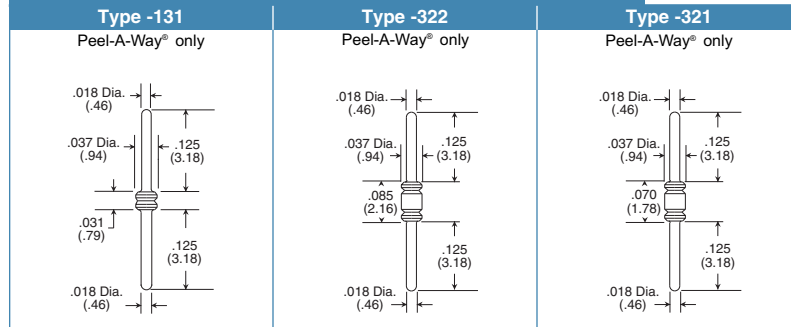 Type -131
Peel-A-Way® only
.018 Dia.
(.46)
.037 Dia.
(.94)
.125
(3.18)
.031
(.79)
.125
(3.18)
.018 Dia.
(.46)
Type -322
Peel-A-Way® only
.018 Dia.
(.46)
.037 Dia.
(.94)
.125
(3.18)
.085
(2.16)
.125
(3.18)
.018 Dia.
(.46)
Type -321
Peel-A-Way® only
.018 Dia.
(.46)
.037 Dia.
(.94)
.125
(3.18)
.070
(1.78)
.125
(3.18)
.018 Dia.
(.46)